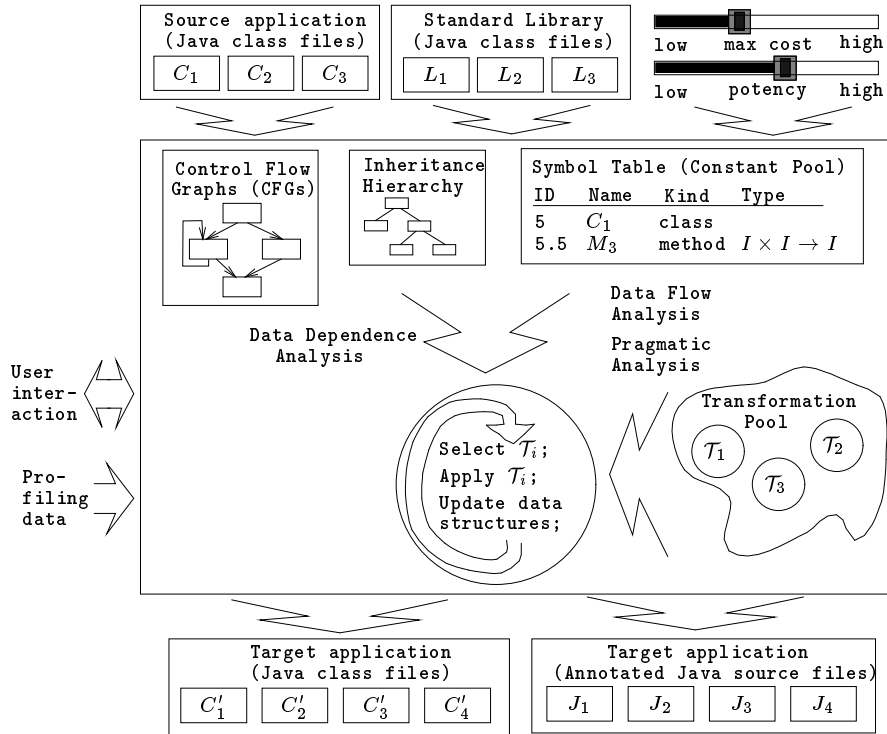 Source application
(Java class files)
C₁ C₂ C₃
Standard Library
(Java class files)
L₁ L₂ L₃
low max cost high
low potency high
Control Flow
Graphs (CFGs)
Inheritance
Hierarchy
Symbol Table (Constant Pool)
ID Name Kind Type
5 C₁ class
5.5 M₃ method I × I → I
Data Dependence
Analysis
Data Flow
Analysis
Pragmatic
Analysis
User
inter-
action
Pro-
filing
data
Select 𝒯ᵢ;
Apply 𝒯ᵢ;
Update data
structures;
Transformation
Pool
𝒯₁ 𝒯₂
𝒯₃
Target application
(Java class files)
C′₁ C′₂ C′₃ C′₄
Target application
(Annotated Java source files)
J₁ J₂ J₃ J₄